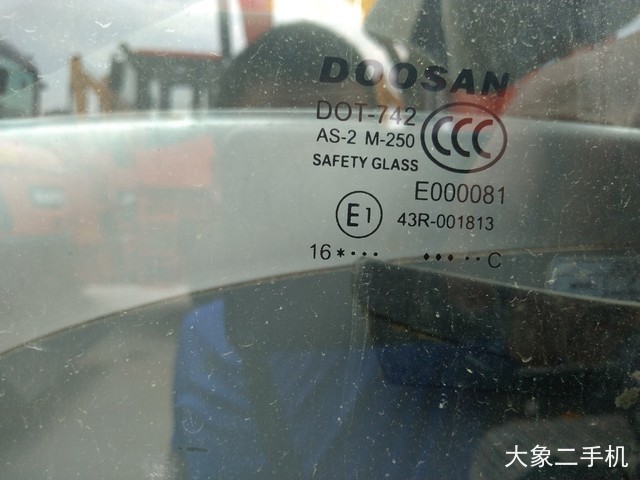 DOOSAN
DOT-742
AS-2 M-250
SAFETY GLASS
CCC
E000081
E1
43R-001813
16*··· ♦♦♦··C
大象二手机